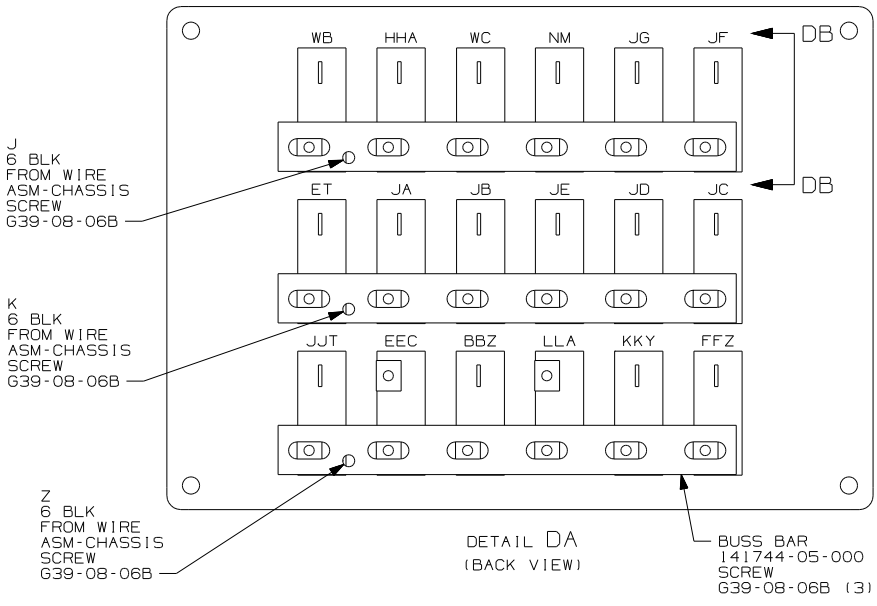 WB HHA WC NM JG JF DB
J
6 BLK
FROM WIRE
ASM-CHASSIS
SCREW
G39-08-06B
DB
ET JA JB JE JD JC
K
6 BLK
FROM WIRE
ASM-CHASSIS
SCREW
G39-08-06B
JJT EEC BBZ LLA KKY FFZ
Z
6 BLK
FROM WIRE
ASM-CHASSIS
SCREW
G39-08-06B
DETAIL DA
(BACK VIEW)
BUSS BAR
141744-05-000
SCREW
G39-08-06B (3)